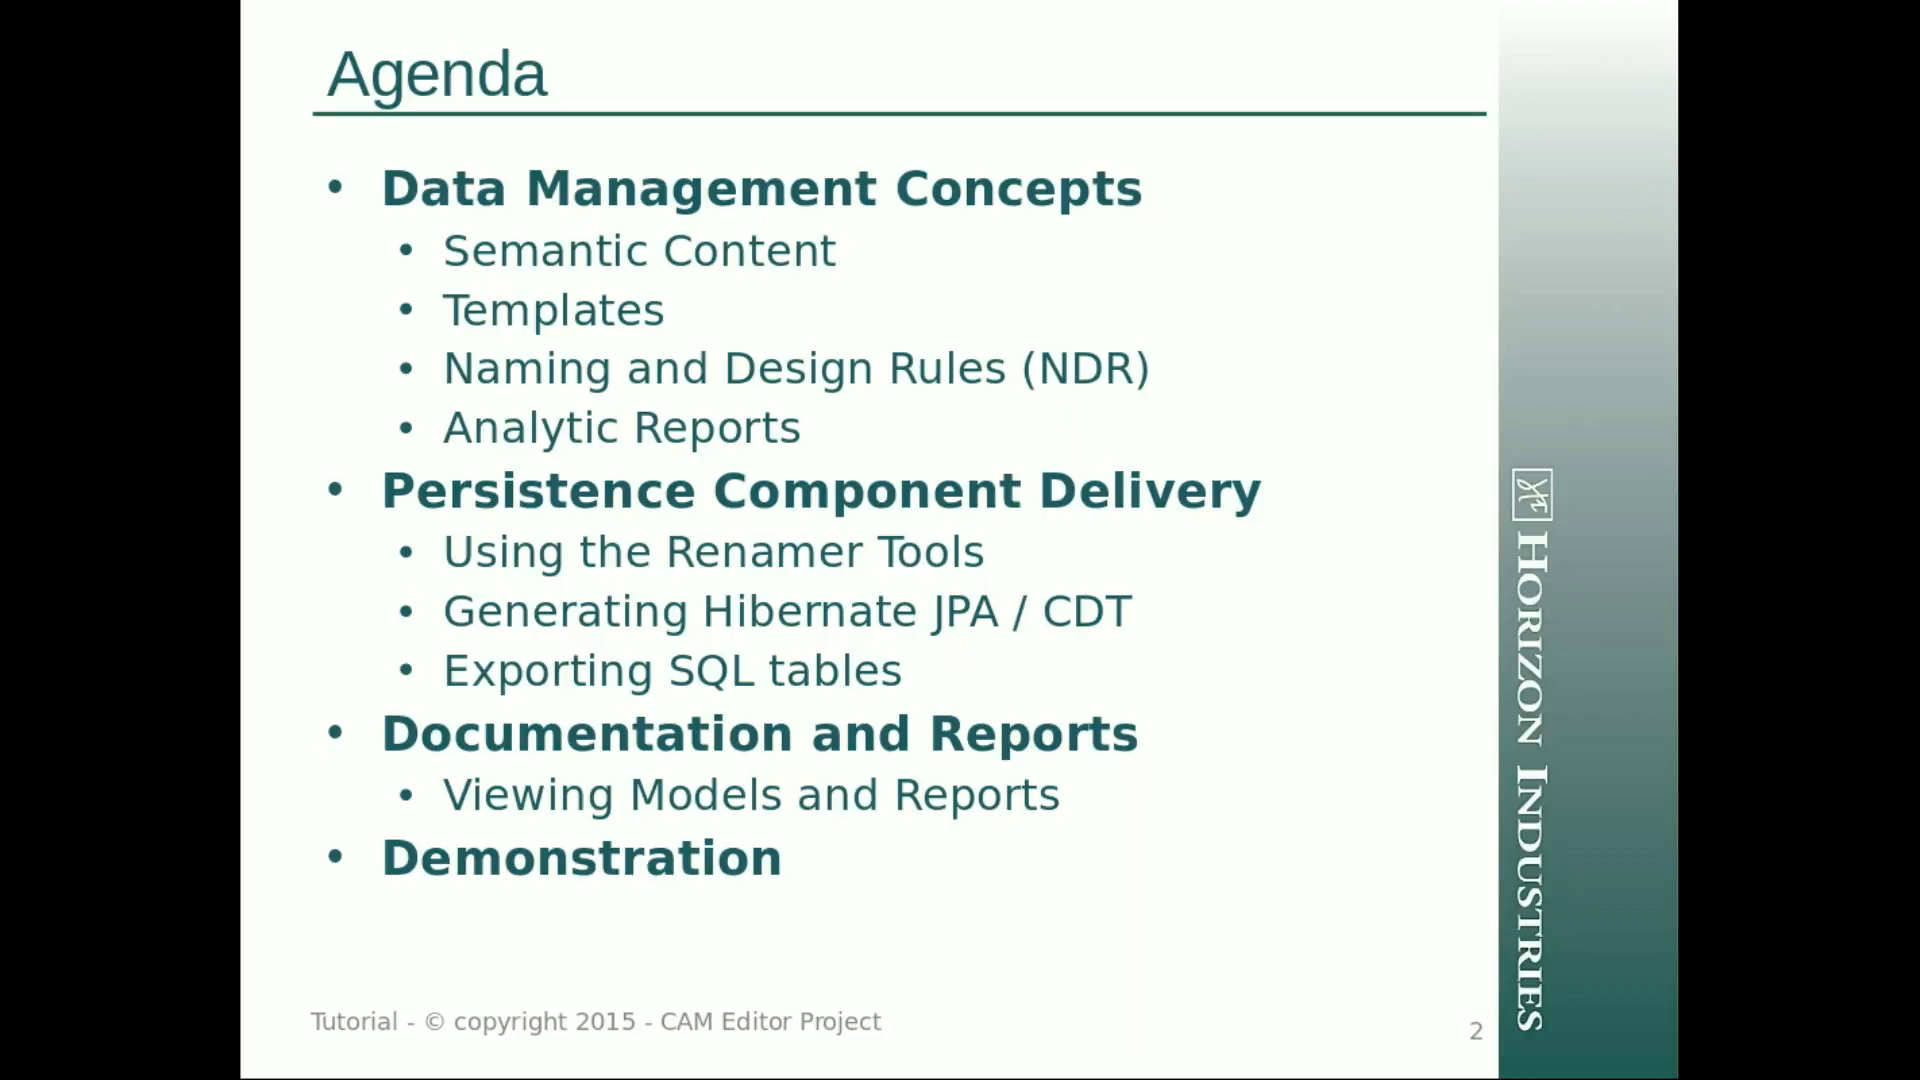 Agenda
• Data Management Concepts
• Semantic Content
• Templates
• Naming and Design Rules (NDR)
• Analytic Reports
• Persistence Component Delivery
• Using the Renamer Tools
• Generating Hibernate JPA / CDT
• Exporting SQL tables
• Documentation and Reports
• Viewing Models and Reports
• Demonstration
Tutorial - © copyright 2015 - CAM Editor Project
2
HORIZON INDUSTRIES